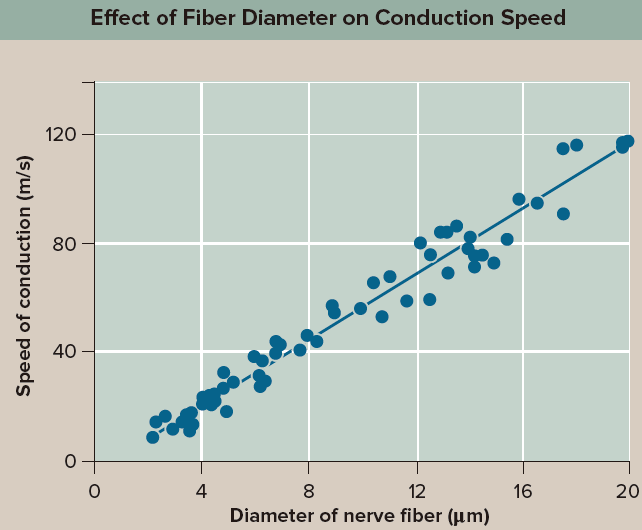 Effect of Fiber Diameter on Conduction Speed
Speed of conduction (m/s)
120
80
40
0
0 4 8 12 16 20
Diameter of nerve fiber (μm)